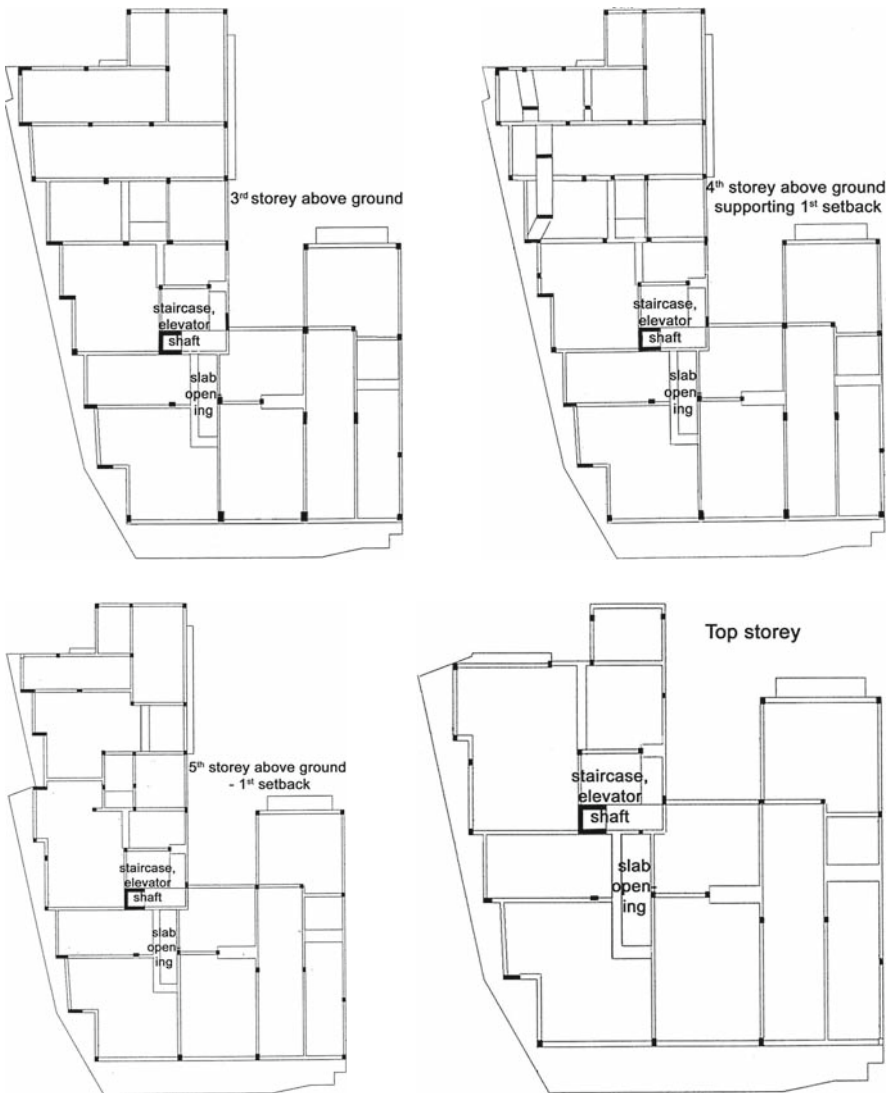 3rd storey above ground
staircase,
elevator
shaft
slab
open
ing
4th storey above ground
supporting 1st setback
staircase,
elevator
shaft
slab
open
ing
5th storey above ground
- 1st setback
staircase,
elevator
shaft
slab
open
ing
Top storey
staircase,
elevator
shaft
slab
open-
ing